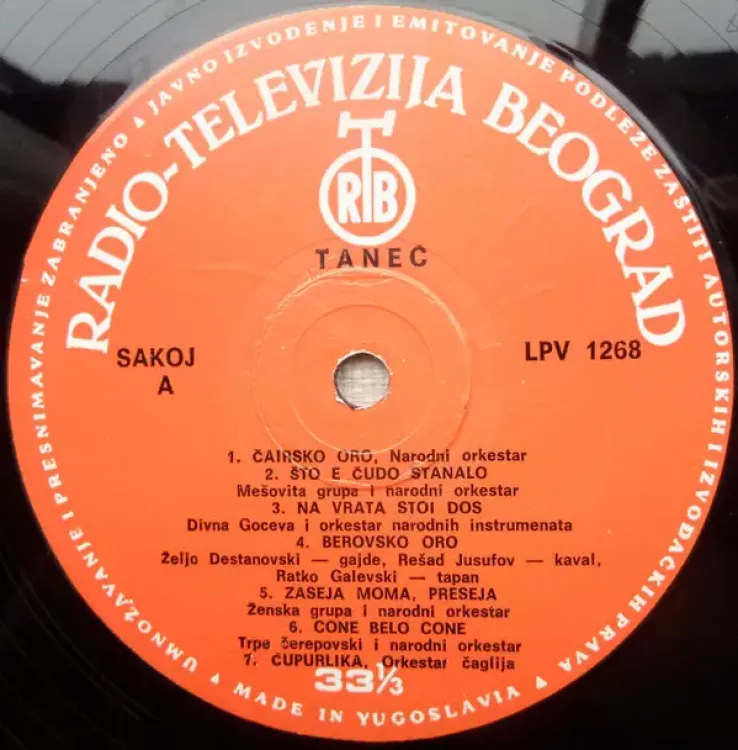 UMNOŽAVANJE I PRESNIMAVANJE ZABRANJENO ▲ JAVNO IZVOĐENJE I EMITOVANJE PODLEŽE ZAŠTITI AUTORSKIH I IZVOĐAČKIH PRAVA ▲
RADIO-TELEVIZIJA BEOGRAD
RTB
TANEČ
SAKOJ
A
LPV 1268
1. ČAIRSKO ORO, Narodni orkestar
2. ŠTO E ČUDO STANALO
Mešovita grupa i narodni orkestar
3. NA VRATA STOI DOS
Divna Goceva i orkestar narodnih instrumenata
4. BEROVSKO ORO
Željo Destanovski — gajde, Rešad Jusufov — kaval,
Ratko Galevski — tapan
5. ZASEJA MOMA, PRESEJA
Ženska grupa i narodni orkestar
6. CONE BELO CONE
Trpe čerepovski i narodni orkestar
7. ČUPURLIKA, Orkestar čaglija
33⅓
▲ MADE IN YUGOSLAVIA ▲